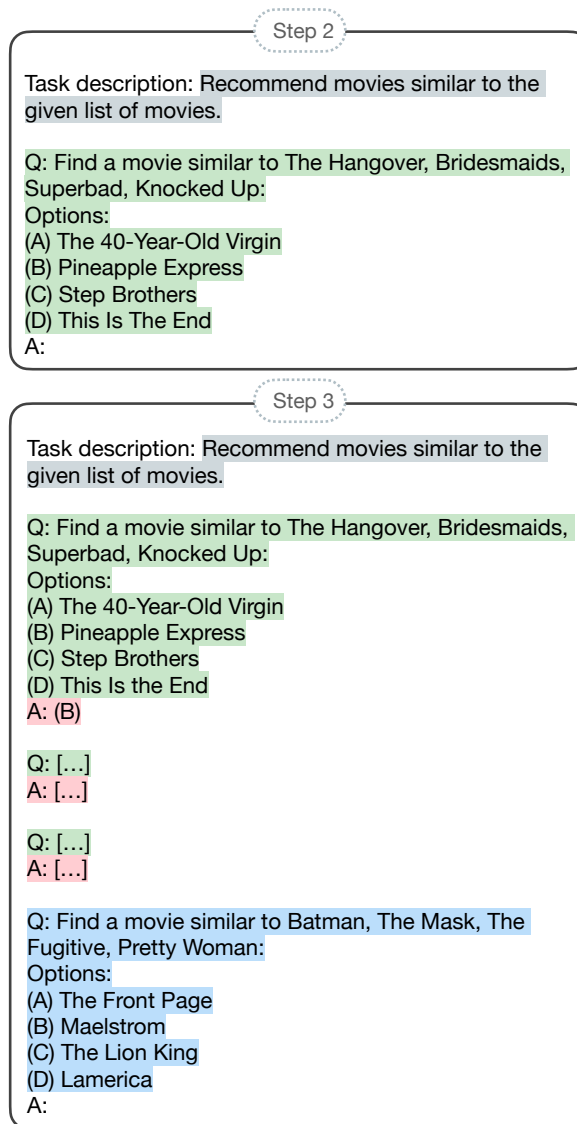 Step 2
Task description: Recommend movies similar to the
given list of movies.
Q: Find a movie similar to The Hangover, Bridesmaids,
Superbad, Knocked Up:
Options:
(A) The 40-Year-Old Virgin
(B) Pineapple Express
(C) Step Brothers
(D) This Is The End
A:
Step 3
Task description: Recommend movies similar to the
given list of movies.
Q: Find a movie similar to The Hangover, Bridesmaids,
Superbad, Knocked Up:
Options:
(A) The 40-Year-Old Virgin
(B) Pineapple Express
(C) Step Brothers
(D) This Is the End
A: (B)
Q: […]
A: […]
Q: […]
A: […]
Q: Find a movie similar to Batman, The Mask, The
Fugitive, Pretty Woman:
Options:
(A) The Front Page
(B) Maelstrom
(C) The Lion King
(D) Lamerica
A: